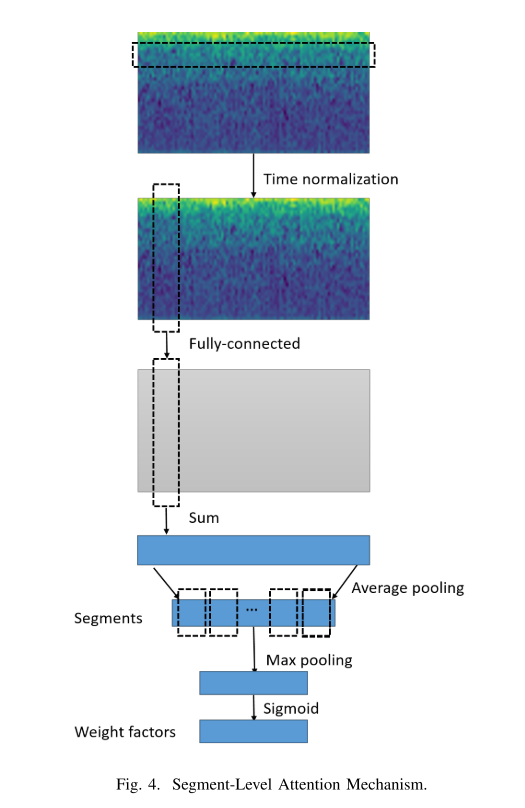 Time normalization
Fully-connected
Sum
Average pooling
Segments
...
Max pooling
Sigmoid
Weight factors
Fig. 4. Segment-Level Attention Mechanism.